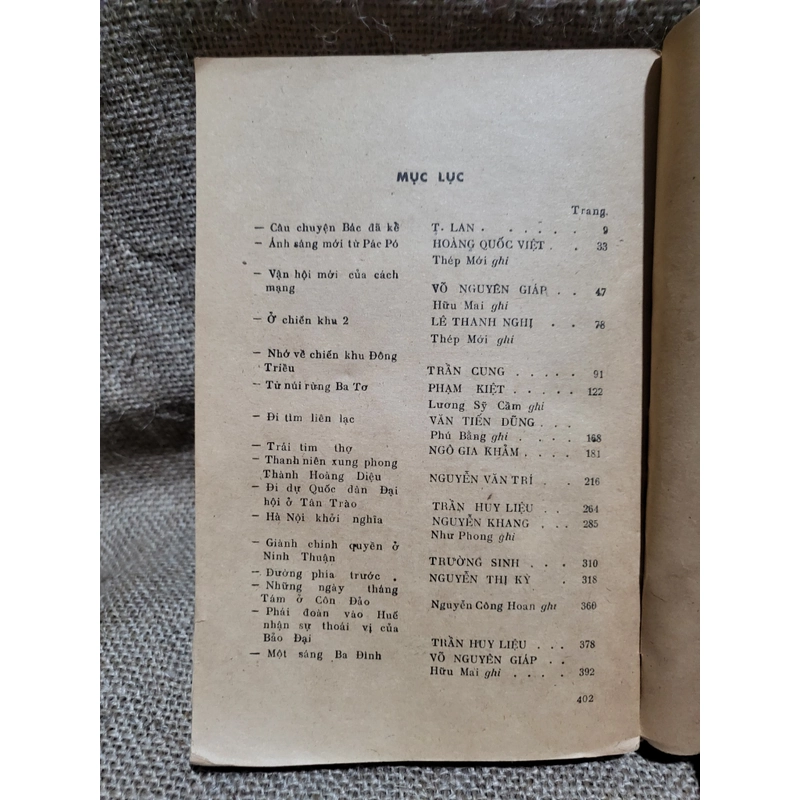 MỤC LỤC
Trang.
— Câu chuyện Bác đã kể T. LAN . . . . . . 9
— Ánh sáng mới từ Pác Pó HOÀNG QUỐC VIỆT . . 33
Thép Mới ghi
— Vận hội mới của cách
mạng VÕ NGUYÊN GIÁP . . 47
Hữu Mai ghi
— Ở chiến khu 2 LÊ THANH NGHỊ . . 78
Thép Mới ghi
— Nhớ về chiến khu Đông
Triều TRẦN CUNG . . . . . 91
— Từ núi rừng Ba Tơ PHẠM KIỆT . . . . . 122
Lương Sỹ Cầm ghi
— Đi tìm liên lạc VĂN TIẾN DŨNG . . .
Phú Bằng ghi . . . . 168
— Trái tim thợ NGÔ GIA KHẢM . . . . 181
— Thanh niên xung phong
Thành Hoàng Diệu NGUYỄN VĂN TRÍ . . 216
— Đi dự Quốc dân Đại
hội ở Tân Trào TRẦN HUY LIỆU . . . 264
— Hà Nội khởi nghĩa NGUYỄN KHANG . . . 285
Như Phong ghi
— Giành chính quyền ở
Ninh Thuận TRƯỜNG SINH . . . 310
— Đường phía trước . NGUYỄN THỊ KỲ . 318
— Những ngày tháng
Tám ở Côn Đảo Nguyễn Công Hoan ghi 360
— Phái đoàn vào Huế
nhận sự thoái vị của
Bảo Đại TRẦN HUY LIỆU . . 378
— Một sáng Ba Đình VÕ NGUYÊN GIÁP . .
Hữu Mai ghi . . . . 392
402